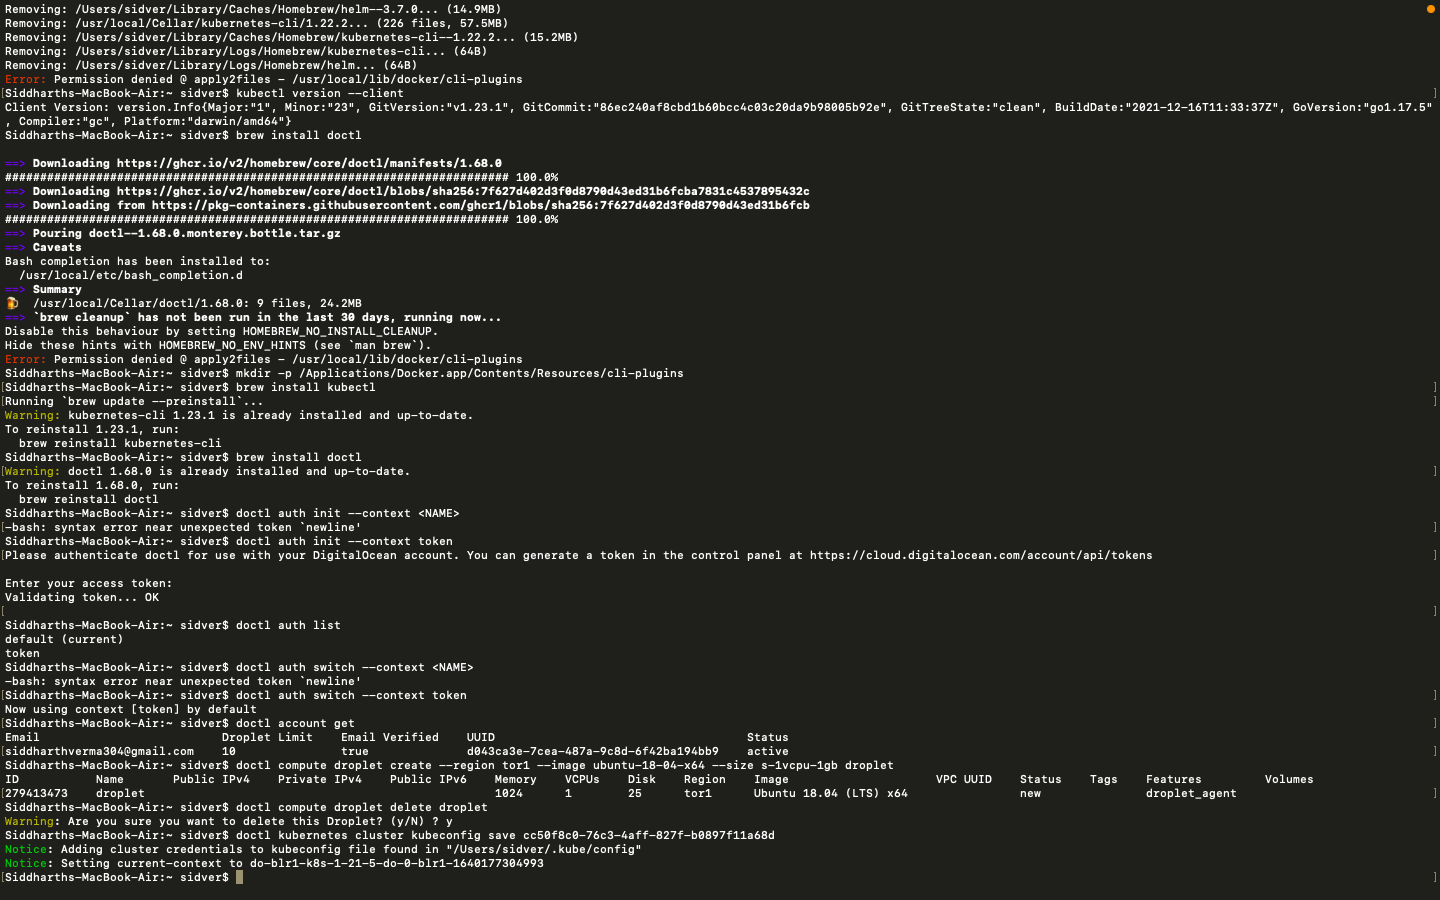 Removing: /Users/sidver/Library/Caches/Homebrew/helm--3.7.0... (14.9MB)
Removing: /usr/local/Cellar/kubernetes-cli/1.22.2... (226 files, 57.5MB)
Removing: /Users/sidver/Library/Caches/Homebrew/kubernetes-cli--1.22.2... (15.2MB)
Removing: /Users/sidver/Library/Logs/Homebrew/kubernetes-cli... (64B)
Removing: /Users/sidver/Library/Logs/Homebrew/helm... (64B)
Error: Permission denied @ apply2files - /usr/local/lib/docker/cli-plugins
[Siddharths-MacBook-Air:~ sidver$ kubectl version --client ]
Client Version: version.Info{Major:"1", Minor:"23", GitVersion:"v1.23.1", GitCommit:"86ec240af8cbd1b60bcc4c03c20da9b98005b92e", GitTreeState:"clean", BuildDate:"2021-12-16T11:33:37Z", GoVersion:"go1.17.5"
, Compiler:"gc", Platform:"darwin/amd64"}
Siddharths-MacBook-Air:~ sidver$ brew install doctl
==> Downloading https://ghcr.io/v2/homebrew/core/doctl/manifests/1.68.0
######################################################################## 100.0%
==> Downloading https://ghcr.io/v2/homebrew/core/doctl/blobs/sha256:7f627d402d3f0d8790d43ed31b6fcba7831c4537895432c
==> Downloading from https://pkg-containers.githubusercontent.com/ghcr1/blobs/sha256:7f627d402d3f0d8790d43ed31b6fcb
######################################################################## 100.0%
==> Pouring doctl--1.68.0.monterey.bottle.tar.gz
==> Caveats
Bash completion has been installed to:
  /usr/local/etc/bash_completion.d
==> Summary
🍺  /usr/local/Cellar/doctl/1.68.0: 9 files, 24.2MB
==> `brew cleanup` has not been run in the last 30 days, running now...
Disable this behaviour by setting HOMEBREW_NO_INSTALL_CLEANUP.
Hide these hints with HOMEBREW_NO_ENV_HINTS (see `man brew`).
Error: Permission denied @ apply2files - /usr/local/lib/docker/cli-plugins
Siddharths-MacBook-Air:~ sidver$ mkdir -p /Applications/Docker.app/Contents/Resources/cli-plugins
[Siddharths-MacBook-Air:~ sidver$ brew install kubectl ]
[Running `brew update --preinstall`... ]
Warning: kubernetes-cli 1.23.1 is already installed and up-to-date.
To reinstall 1.23.1, run:
  brew reinstall kubernetes-cli
Siddharths-MacBook-Air:~ sidver$ brew install doctl
[Warning: doctl 1.68.0 is already installed and up-to-date. ]
To reinstall 1.68.0, run:
  brew reinstall doctl
Siddharths-MacBook-Air:~ sidver$ doctl auth init --context <NAME>
[-bash: syntax error near unexpected token `newline' ]
Siddharths-MacBook-Air:~ sidver$ doctl auth init --context token
[Please authenticate doctl for use with your DigitalOcean account. You can generate a token in the control panel at https://cloud.digitalocean.com/account/api/tokens ]
Enter your access token:
Validating token... OK
[ ]
Siddharths-MacBook-Air:~ sidver$ doctl auth list
default (current)
token
Siddharths-MacBook-Air:~ sidver$ doctl auth switch --context <NAME>
-bash: syntax error near unexpected token `newline'
[Siddharths-MacBook-Air:~ sidver$ doctl auth switch --context token ]
Now using context [token] by default
[Siddharths-MacBook-Air:~ sidver$ doctl account get ]
Email Droplet Limit Email Verified UUID Status
[siddharthverma304@gmail.com 10 true d043ca3e-7cea-487a-9c8d-6f42ba194bb9 active ]
Siddharths-MacBook-Air:~ sidver$ doctl compute droplet create --region tor1 --image ubuntu-18-04-x64 --size s-1vcpu-1gb droplet
ID Name Public IPv4 Private IPv4 Public IPv6 Memory VCPUs Disk Region Image VPC UUID Status Tags Features Volumes
[279413473 droplet 1024 1 25 tor1 Ubuntu 18.04 (LTS) x64 new droplet_agent ]
Siddharths-MacBook-Air:~ sidver$ doctl compute droplet delete droplet
Warning: Are you sure you want to delete this Droplet? (y/N) ? y
Siddharths-MacBook-Air:~ sidver$ doctl kubernetes cluster kubeconfig save cc50f8c0-76c3-4aff-827f-b0897f11a68d
Notice: Adding cluster credentials to kubeconfig file found in "/Users/sidver/.kube/config"
Notice: Setting current-context to do-blr1-k8s-1-21-5-do-0-blr1-1640177304993
[Siddharths-MacBook-Air:~ sidver$ ]